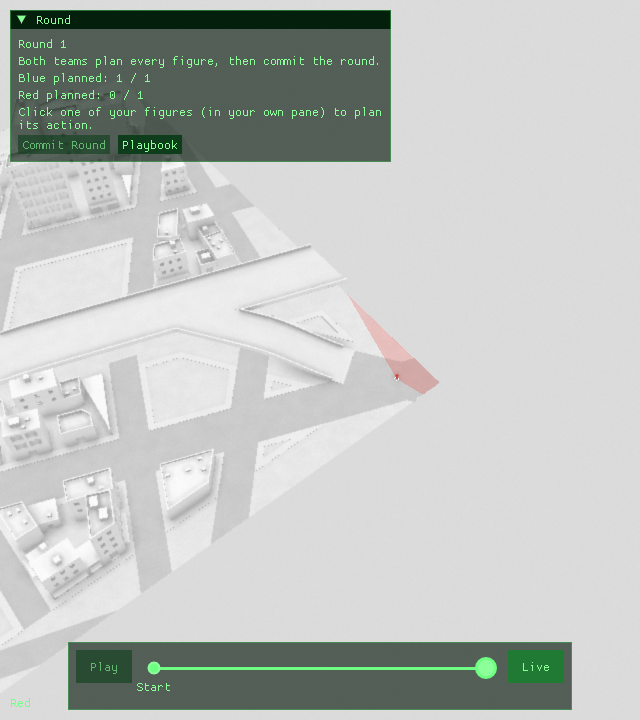 Round
Round 1
Both teams plan every figure, then commit the round.
Blue planned: 1 / 1
Red planned: 0 / 1
Click one of your figures (in your own pane) to plan
its action.
Commit Round
Playbook
Play
Start
Live
Red